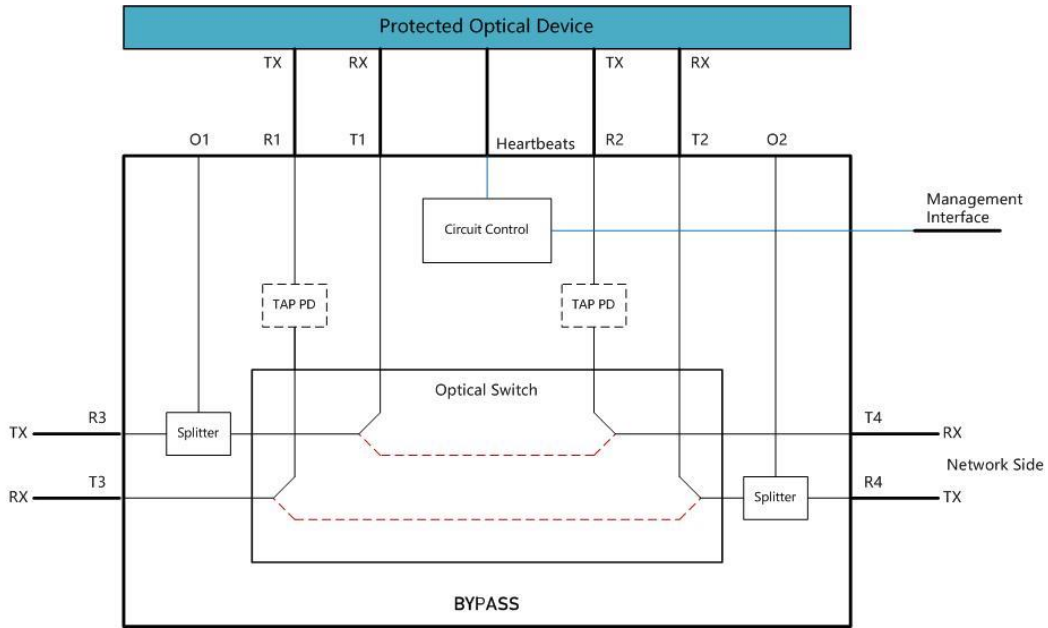 Protected Optical Device
TX
RX
TX
RX
O1
R1
T1
Heartbeats
R2
T2
O2
Management
Interface
Circuit Control
TAP PD
TAP PD
Optical Switch
R3
T4
TX
Splitter
RX
Network Side
T3
R4
RX
Splitter
TX
BYPASS